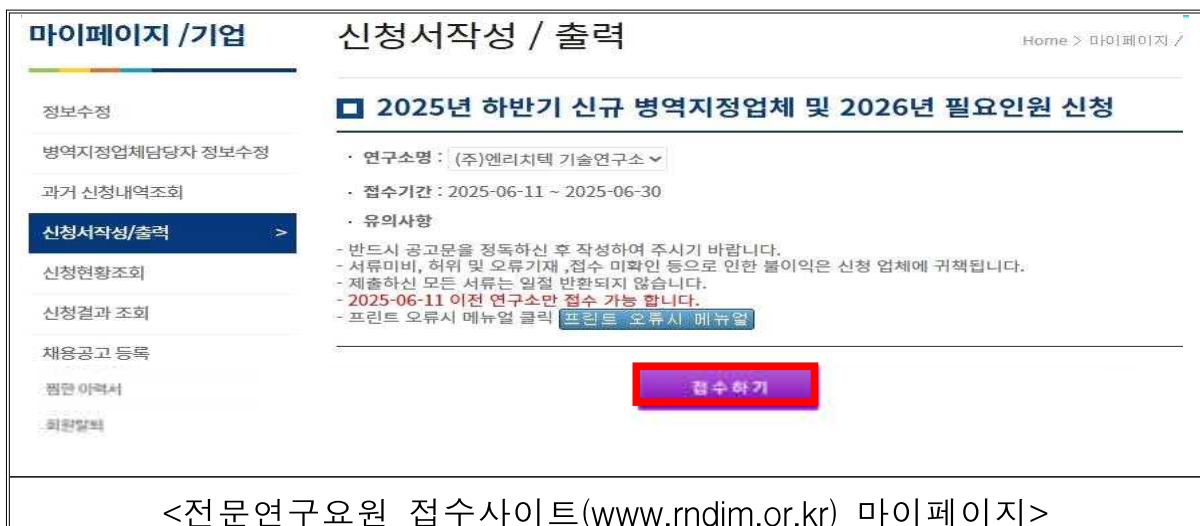 마이페이지 /기업
신청서작성 / 출력
Home > 마이페이지 /
정보수정
병역지정업체담당자 정보수정
과거 신청내역조회
신청서작성/출력 >
신청현황조회
신청결과 조회
채용공고 등록
찜한 이력서
회원탈퇴
2025년 하반기 신규 병역지정업체 및 2026년 필요인원 신청
· 연구소명 : (주)엔리치텍 기술연구소
· 접수기간 : 2025-06-11 ~ 2025-06-30
· 유의사항
- 반드시 공고문을 정독하신 후 작성하여 주시기 바랍니다.
- 서류미비, 허위 및 오류기재 ,접수 미확인 등으로 인한 불이익은 신청 업체에 귀책됩니다.
- 제출하신 모든 서류는 일절 반환되지 않습니다.
- 2025-06-11 이전 연구소만 접수 가능 합니다.
- 프린트 오류시 메뉴얼 클릭 프린트 오류시 메뉴얼
접수하기
<전문연구요원 접수사이트(www.rndim.or.kr) 마이페이지>